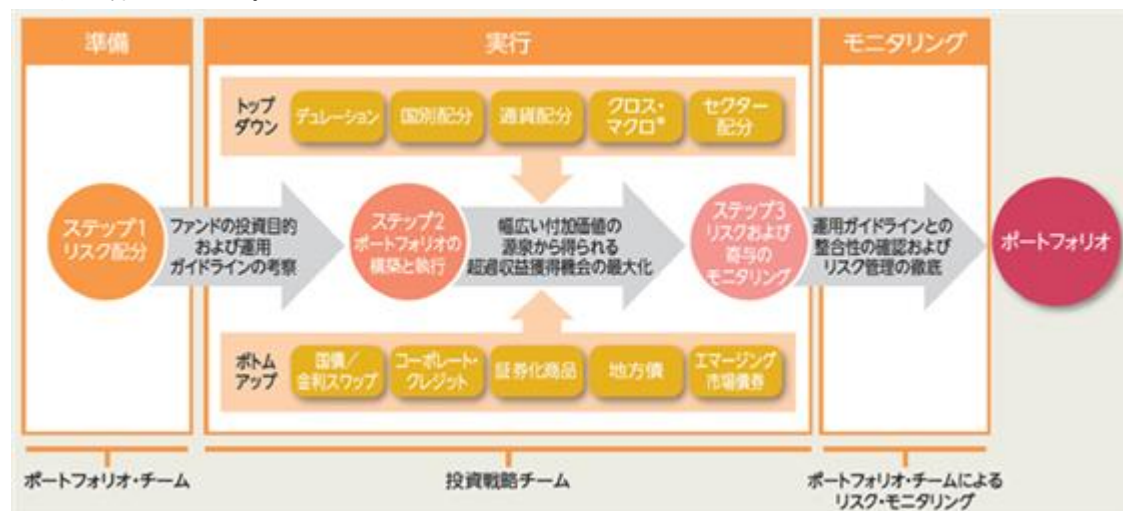 準備
実行
モニタリング
トップ
ダウン
デュレーション
国別配分
通貨配分
クロス・
マクロ*
セクター
配分
ステップ1
リスク配分
ファンドの投資目的
および運用
ガイドラインの考察
ステップ2
ポートフォリオの
構築と執行
幅広い付加価値の
源泉から得られる
超過収益獲得機会の最大化
ステップ3
リスクおよび
寄与の
モニタリング
運用ガイドラインとの
整合性の確認および
リスク管理の徹底
ポートフォリオ
ボトム
アップ
国債/
金利スワップ
コーポレート・
クレジット
証券化商品
地方債
エマージング
市場債券
ポートフォリオ・チーム
投資戦略チーム
ポートフォリオ・チームによる
リスク・モニタリング